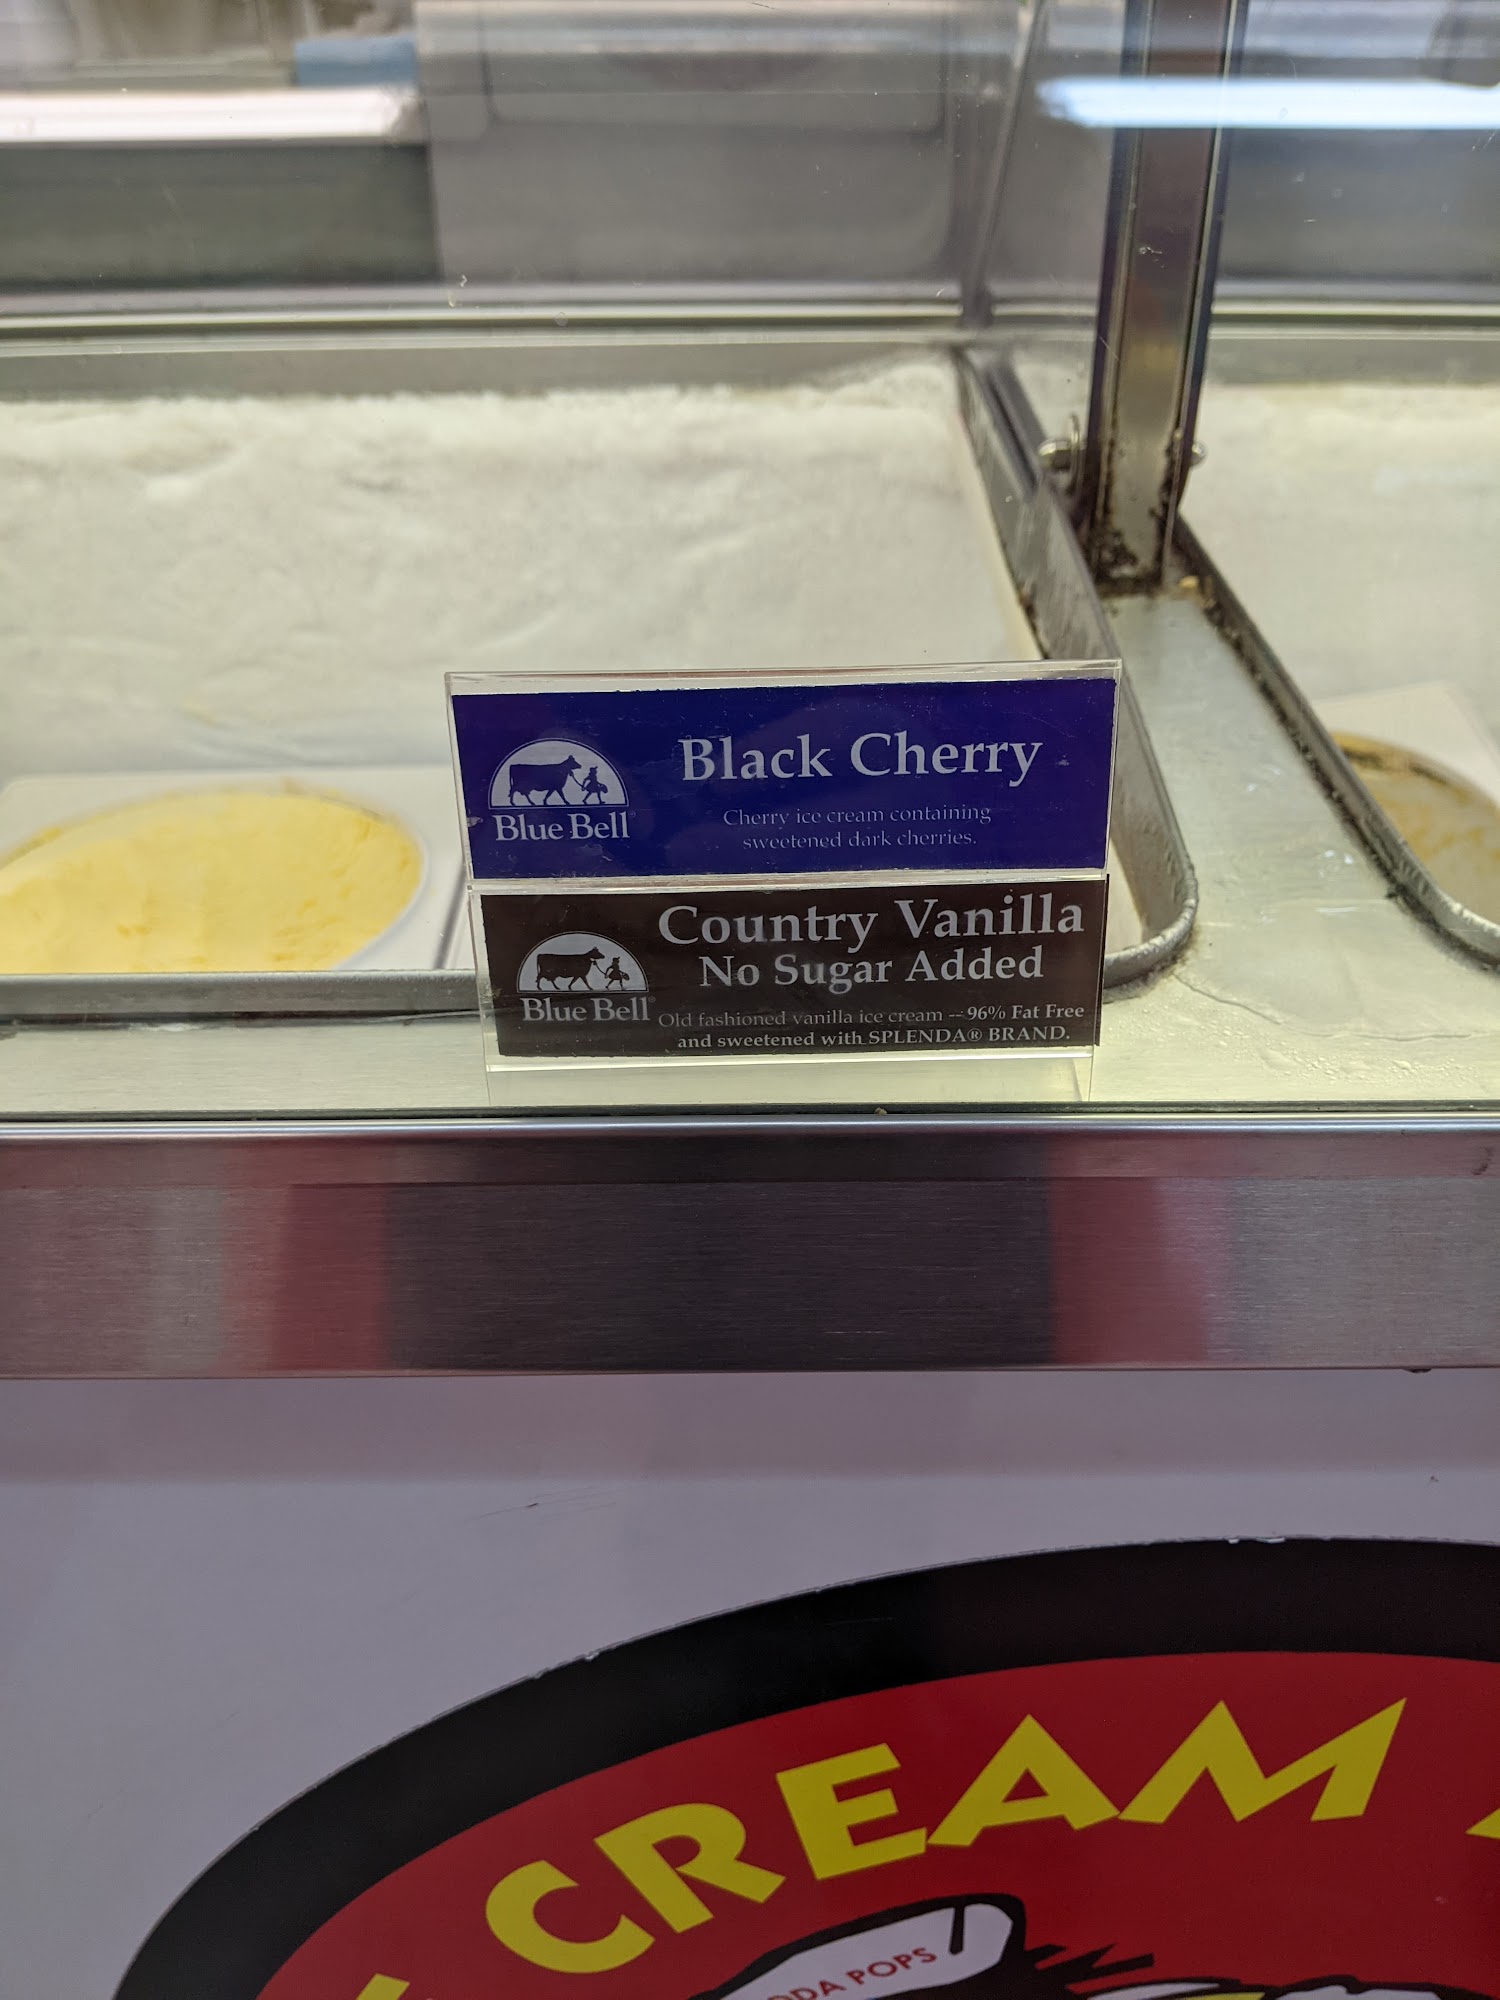 Black Cherry
Blue Bell
Cherry ice cream containing
sweetened dark cherries.
Country Vanilla
No Sugar Added
Blue Bell®
Old fashioned vanilla ice cream -- 96% Fat Free
and sweetened with SPLENDA® BRAND.
CREAM
POPS